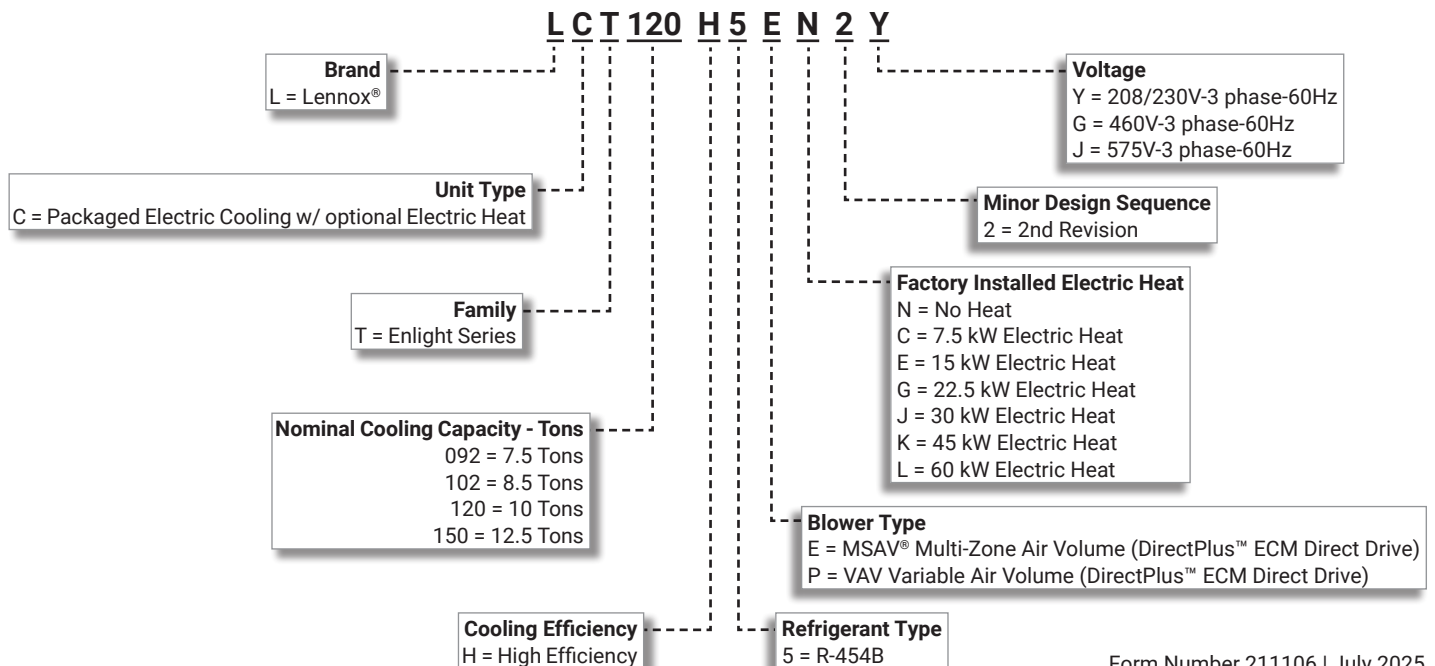 L C T 120 H 5 E N 2 Y
Brand
L = Lennox®
Voltage
Y = 208/230V-3 phase-60Hz
G = 460V-3 phase-60Hz
J = 575V-3 phase-60Hz
Unit Type
C = Packaged Electric Cooling w/ optional Electric Heat
Minor Design Sequence
2 = 2nd Revision
Family
T = Enlight Series
Factory Installed Electric Heat
N = No Heat
C = 7.5 kW Electric Heat
E = 15 kW Electric Heat
G = 22.5 kW Electric Heat
J = 30 kW Electric Heat
K = 45 kW Electric Heat
L = 60 kW Electric Heat
Nominal Cooling Capacity - Tons
092 = 7.5 Tons
102 = 8.5 Tons
120 = 10 Tons
150 = 12.5 Tons
Blower Type
E = MSAV® Multi-Zone Air Volume (DirectPlus™ ECM Direct Drive)
P = VAV Variable Air Volume (DirectPlus™ ECM Direct Drive)
Cooling Efficiency
H = High Efficiency
Refrigerant Type
5 = R-454B
Form Number 211106 | July 2025